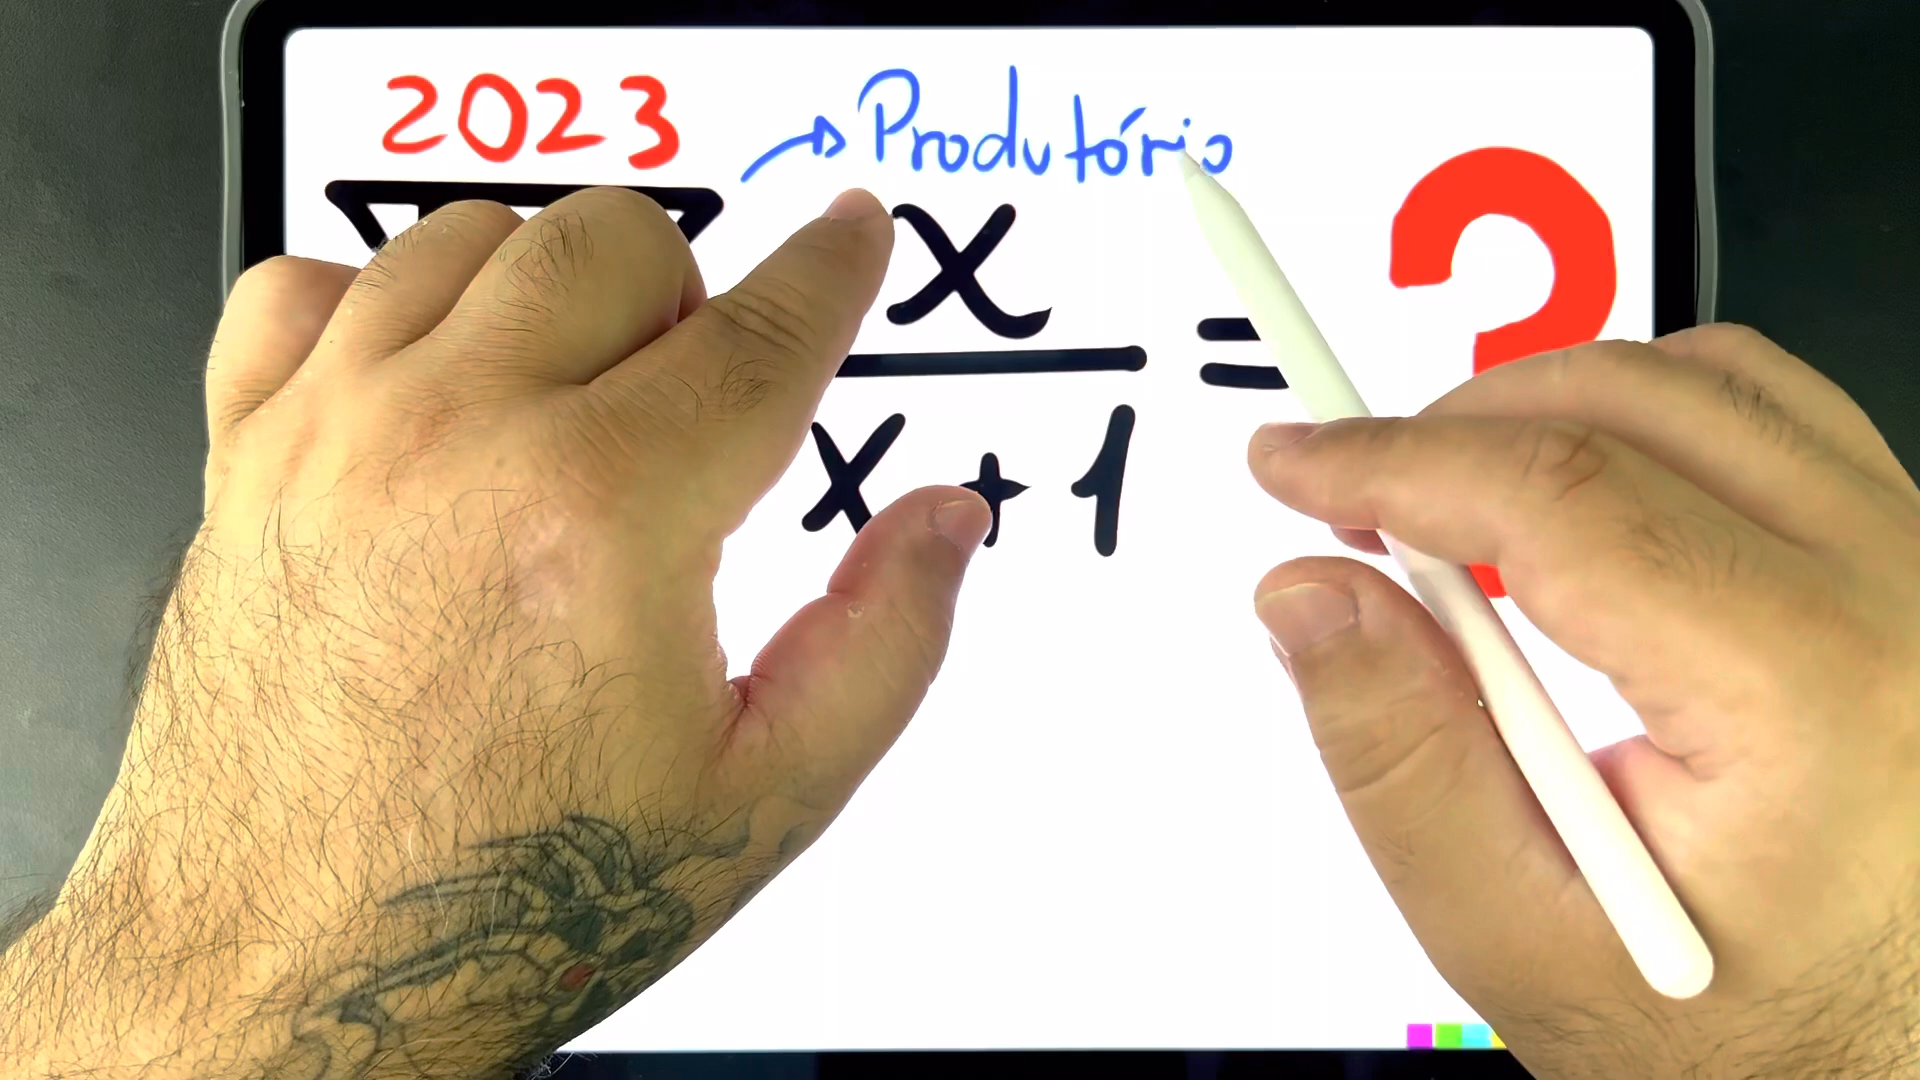 2023
Produtório
x
=
?
x + 1